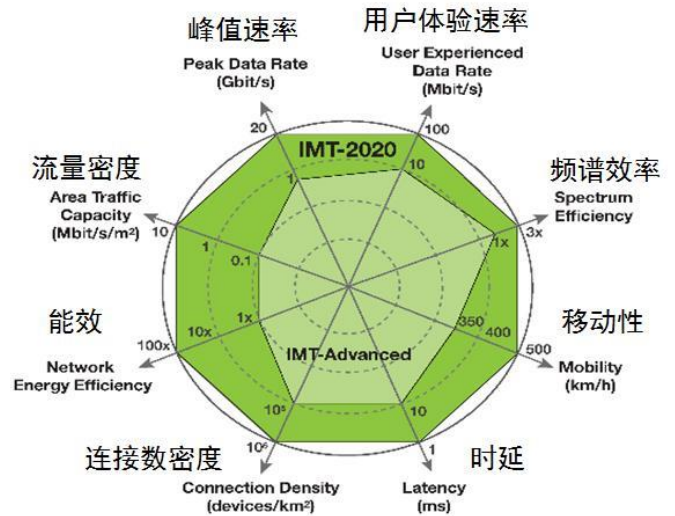 峰值速率
Peak Data Rate
(Gbit/s)
用户体验速率
User Experienced
Data Rate
(Mbit/s)
20
100
IMT-2020
1
10
流量密度
Area Traffic
Capacity
(Mbit/s/m²)
频谱效率
Spectrum
Efficiency
10
1
0.1
1x
3x
能效
Network
Energy Efficiency
100x
10x
1x
移动性
Mobility
(km/h)
350
400
500
IMT-Advanced
10⁵
10⁶
10
1
连接数密度
Connection Density
(devices/km²)
时延
Latency
(ms)